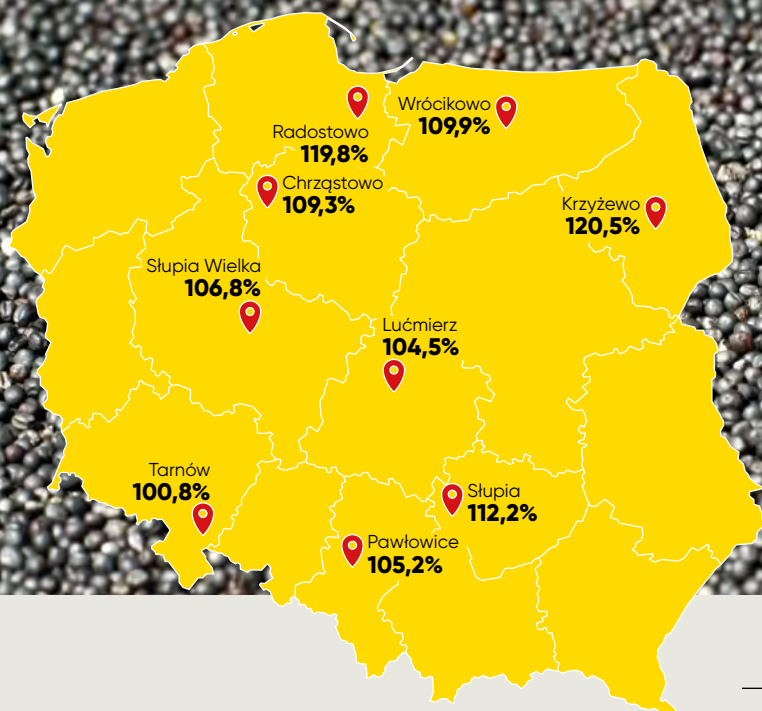 Wrócikowo
109,9%
Radostowo
119,8%
Chrząstowo
109,3%
Krzyżewo
120,5%
Słupia Wielka
106,8%
Lućmierz
104,5%
Tarnów
100,8%
Słupia
112,2%
Pawłowice
105,2%